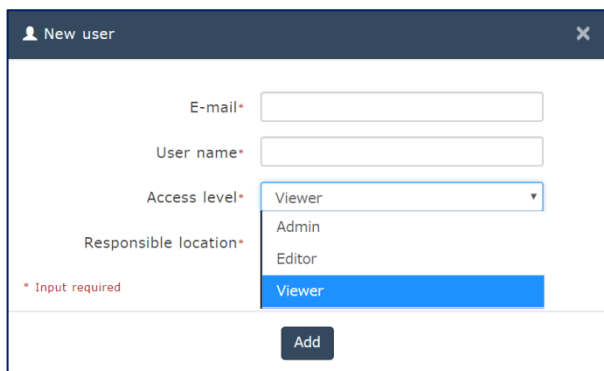 New user
E-mail*
User name*
Access level* Viewer
Admin
Responsible location*
Editor
* Input required
Viewer
Add